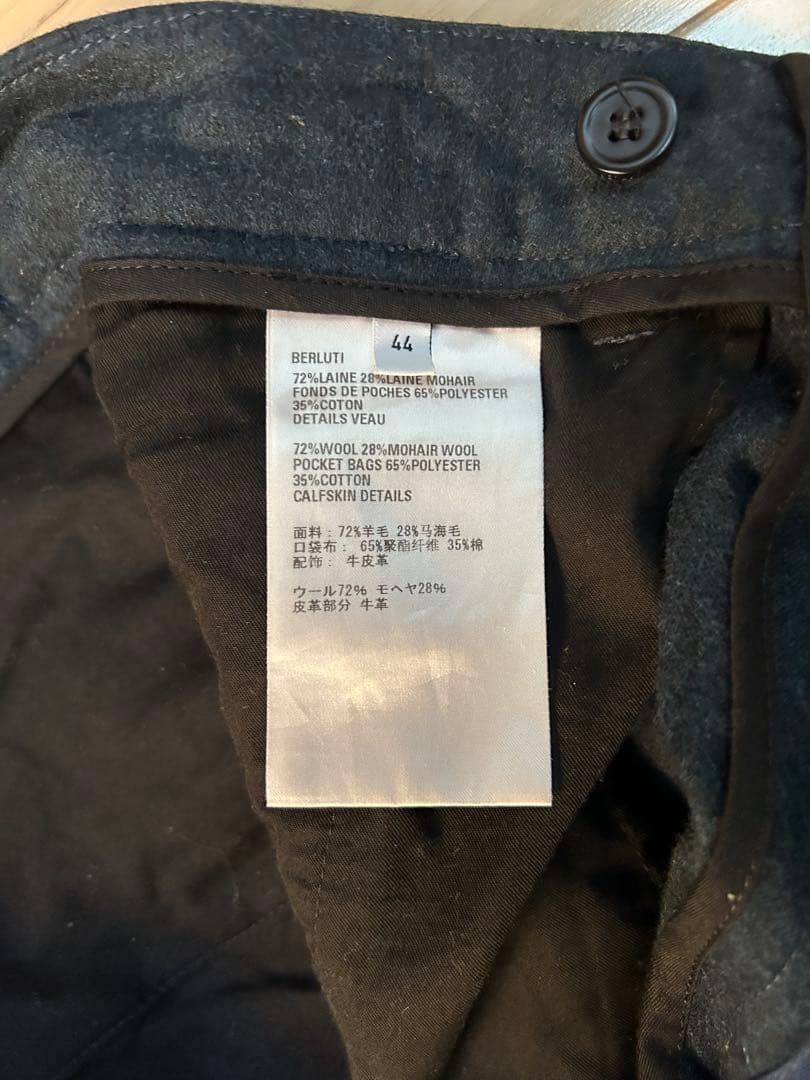 44
BERLUTI
72%LAINE 28%LAINE MOHAIR
FONDS DE POCHES 65%POLYESTER
35%COTON
DETAILS VEAU
72%WOOL 28%MOHAIR WOOL
POCKET BAGS 65%POLYESTER
35%COTTON
CALFSKIN DETAILS
面料：72%羊毛 28%马海毛
口袋布： 65%聚酯纤维 35%棉
配饰： 牛皮革
ウール72% モヘヤ28%
皮革部分 牛革